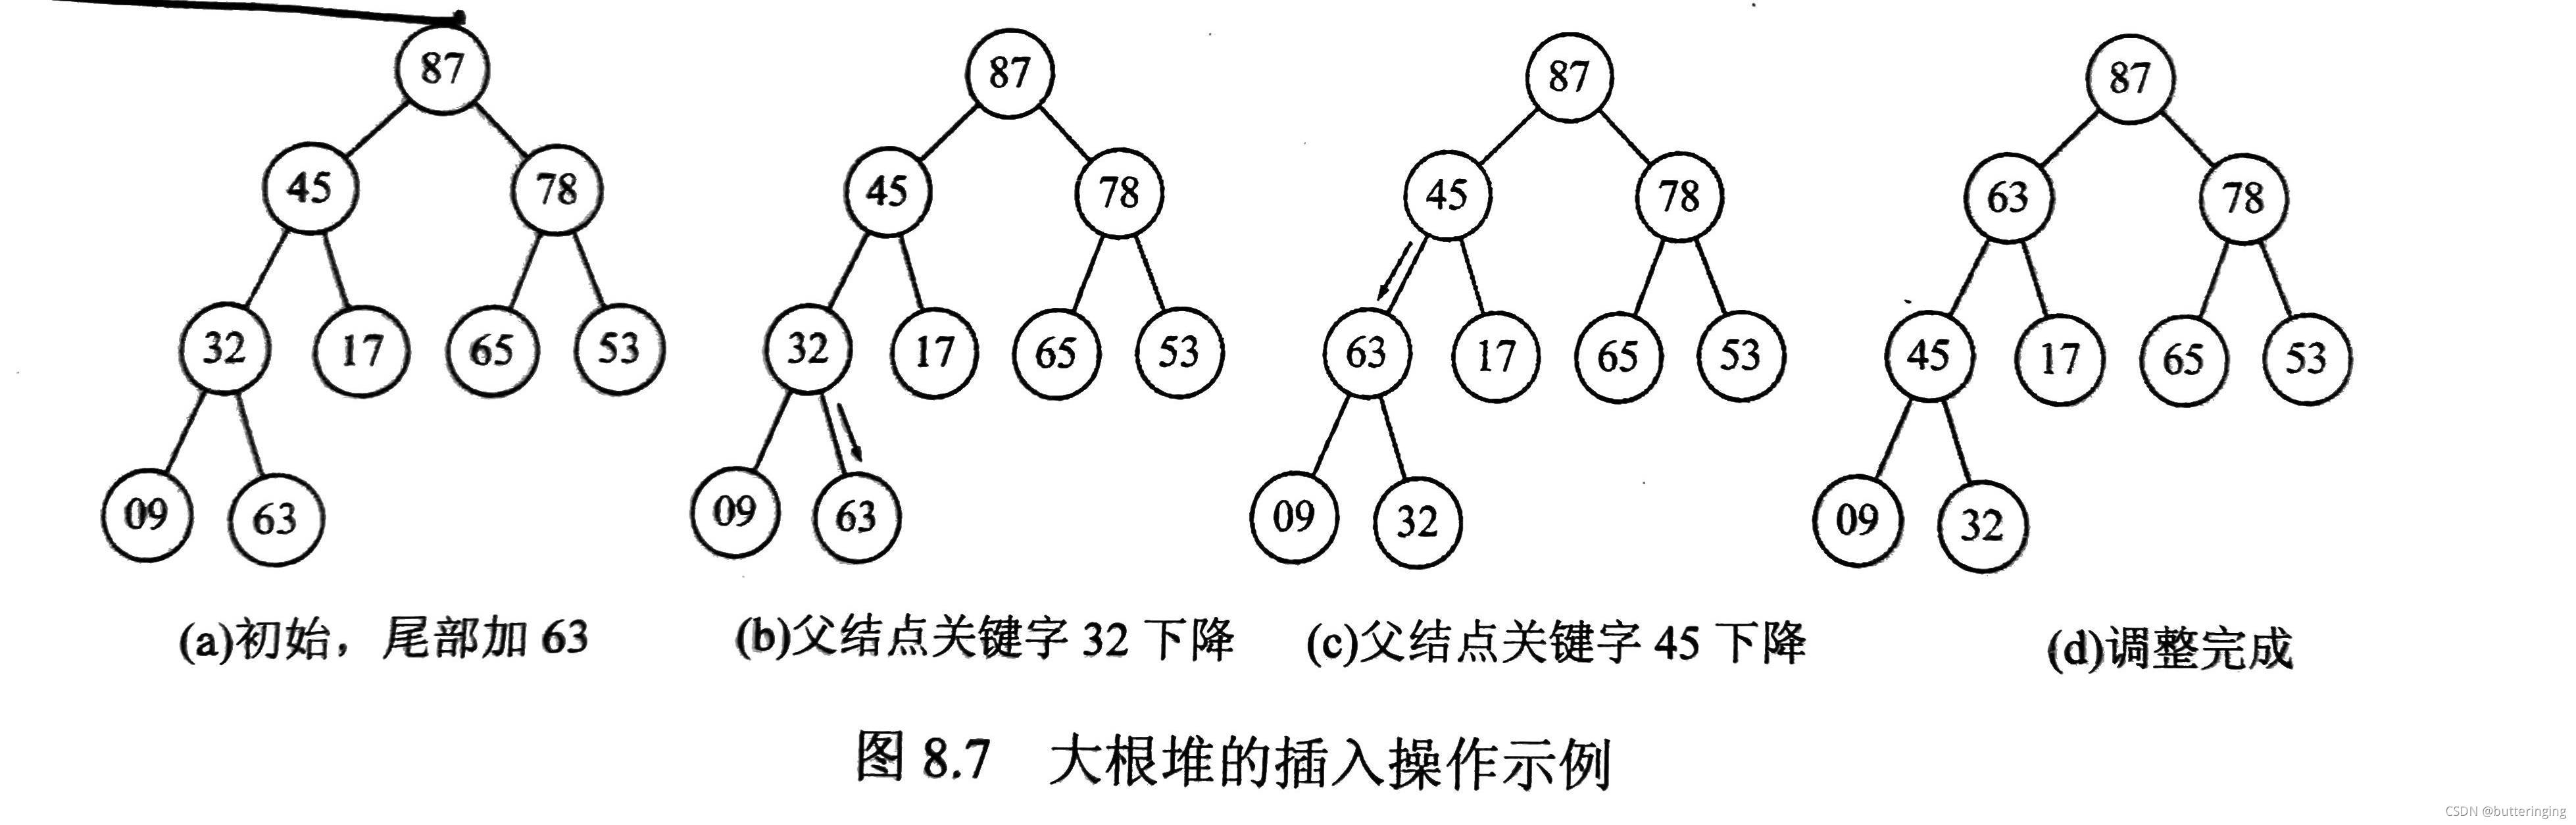 87
45 78
32 17 65 53
09 63
(a)初始，尾部加 63
87
45 78
32 17 65 53
09 63
(b)父结点关键字 32 下降
87
45 78
63 17 65 53
09 32
(c)父结点关键字 45 下降
87
63 78
45 17 65 53
09 32
(d)调整完成
图 8.7 大根堆的插入操作示例
CSDN @butteringing